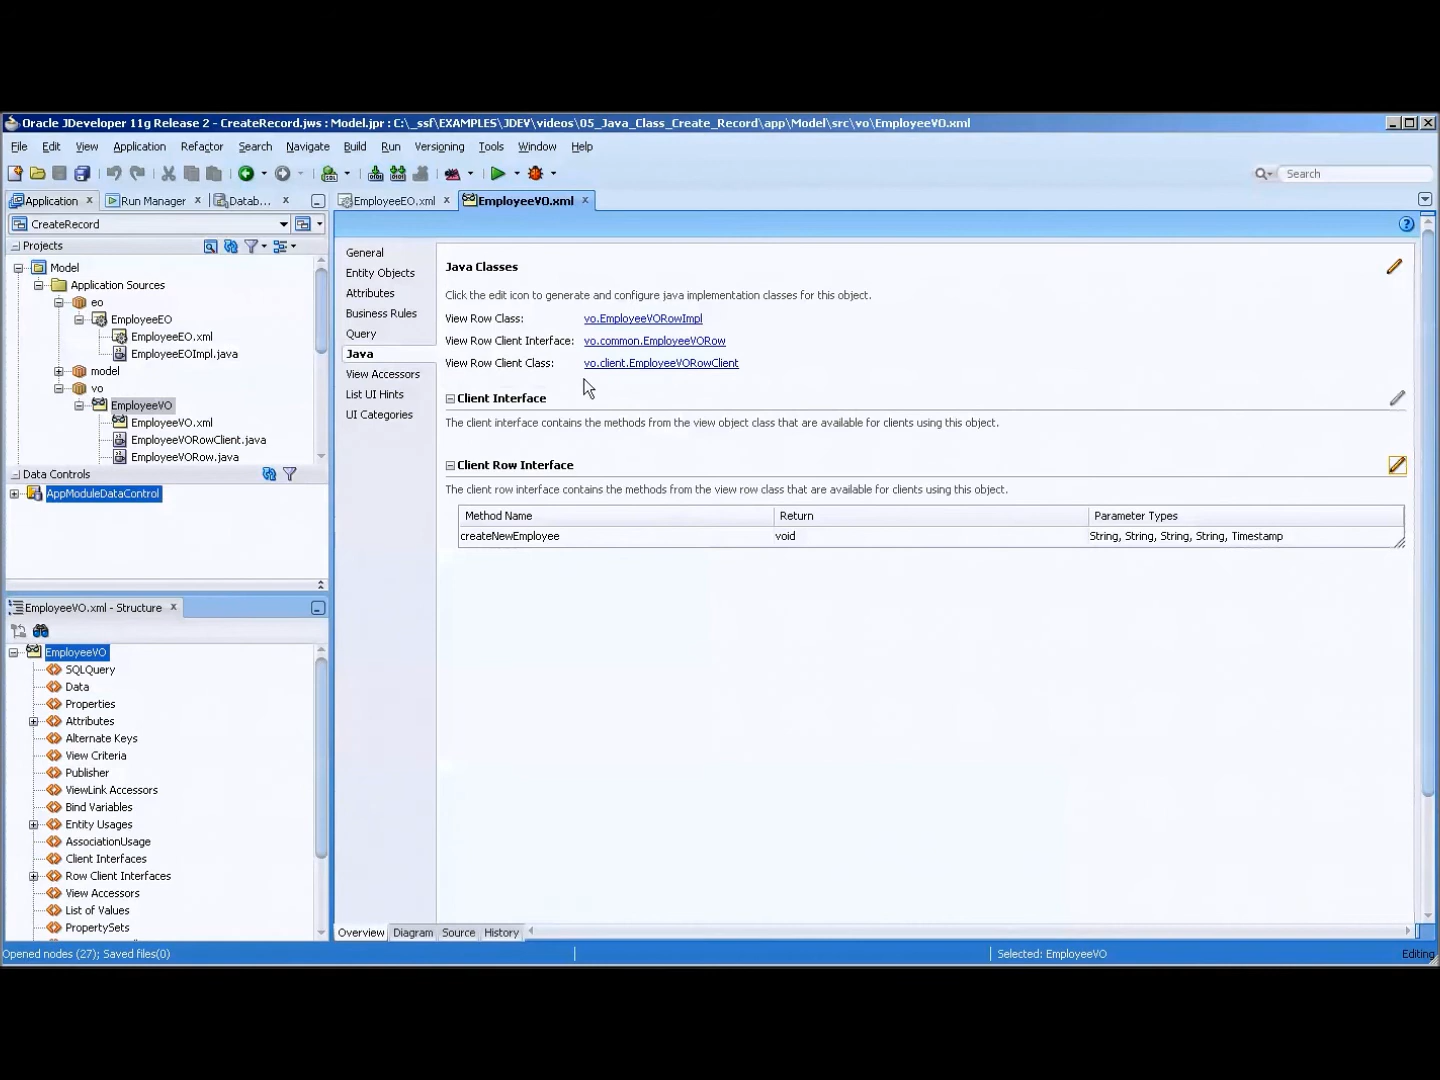 Oracle JDeveloper 11g Release 2 - CreateRecord.jws : Model.jpr : C:\_ssf\EXAMPLES\JDEV\videos\05_Java_Class_Create_Record\app\Model\src\vo\EmployeeVO.xml
File Edit View Application Refactor Search Navigate Build Run Versioning Tools Window Help
Search
Application Run Manager Datab... EmployeeEO.xml EmployeeVO.xml
CreateRecord
Projects
Model
Application Sources
eo
EmployeeEO
EmployeeEO.xml
EmployeeEOImpl.java
model
vo
EmployeeVO
EmployeeVO.xml
EmployeeVORowClient.java
EmployeeVORow.java
Data Controls
AppModuleDataControl
EmployeeVO.xml - Structure
EmployeeVO
SQLQuery
Data
Properties
Attributes
Alternate Keys
View Criteria
Publisher
ViewLink Accessors
Bind Variables
Entity Usages
AssociationUsage
Client Interfaces
Row Client Interfaces
View Accessors
List of Values
PropertySets
General
Entity Objects
Attributes
Business Rules
Query
Java
View Accessors
List UI Hints
UI Categories
Java Classes
Click the edit icon to generate and configure java implementation classes for this object.
View Row Class: vo.EmployeeVORowImpl
View Row Client Interface: vo.common.EmployeeVORow
View Row Client Class: vo.client.EmployeeVORowClient
Client Interface
The client interface contains the methods from the view object class that are available for clients using this object.
Client Row Interface
The client row interface contains the methods from the view row class that are available for clients using this object.
Method Name Return Parameter Types
createNewEmployee void String, String, String, String, Timestamp
Overview Diagram Source History
Opened nodes (27); Saved files(0) Selected: EmployeeVO Editing